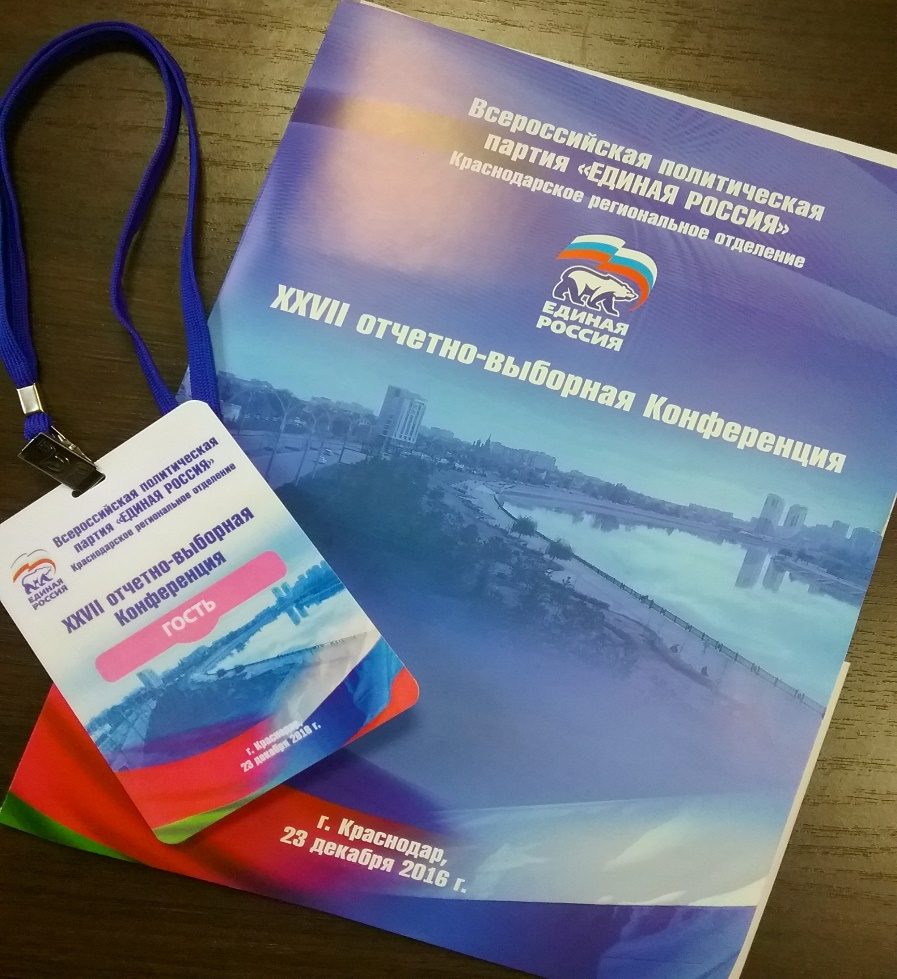 Всероссийская политическая
партия «ЕДИНАЯ РОССИЯ»
Краснодарское региональное отделение
ЕДИНАЯ
РОССИЯ
XXVII отчетно-выборная Конференция
г. Краснодар,
23 декабря 2016 г.
Всероссийская политическая
партия «ЕДИНАЯ РОССИЯ»
Краснодарское региональное отделение
ЕДИНАЯ
РОССИЯ
XXVII отчетно-выборная
Конференция
ГОСТЬ
г. Краснодар,
23 декабря 2016 г.